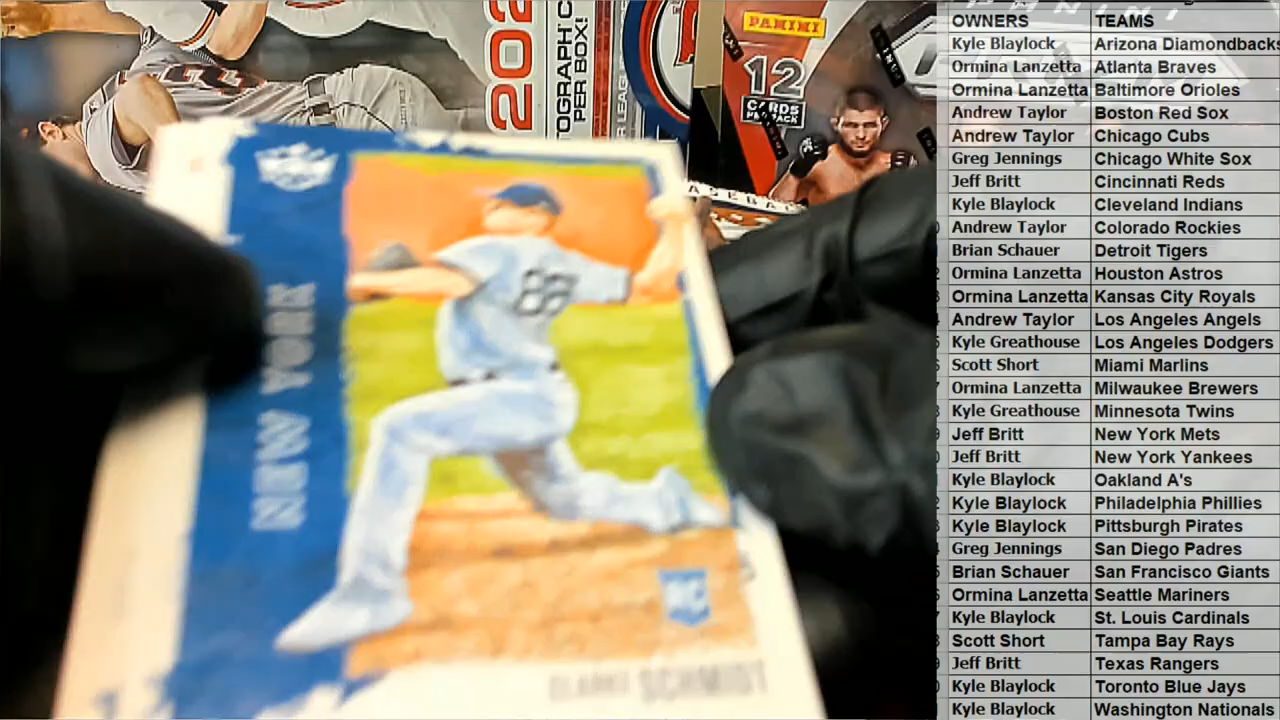 202
TOGRAPH C
PER BOX!
R LEAGUE
PANINI
12
CARDS
PER PACK
ASEBA
NEW YORK
88
RC
CLARKE SCHMIDT
OWNERS TEAMS
Kyle Blaylock Arizona Diamondbacks
Ormina Lanzetta Atlanta Braves
Ormina Lanzetta Baltimore Orioles
Andrew Taylor Boston Red Sox
Andrew Taylor Chicago Cubs
Greg Jennings Chicago White Sox
Jeff Britt Cincinnati Reds
Kyle Blaylock Cleveland Indians
Andrew Taylor Colorado Rockies
Brian Schauer Detroit Tigers
Ormina Lanzetta Houston Astros
Ormina Lanzetta Kansas City Royals
Andrew Taylor Los Angeles Angels
Kyle Greathouse Los Angeles Dodgers
Scott Short Miami Marlins
Ormina Lanzetta Milwaukee Brewers
Kyle Greathouse Minnesota Twins
Jeff Britt New York Mets
Jeff Britt New York Yankees
Kyle Blaylock Oakland A's
Kyle Blaylock Philadelphia Phillies
Kyle Blaylock Pittsburgh Pirates
Greg Jennings San Diego Padres
Brian Schauer San Francisco Giants
Ormina Lanzetta Seattle Mariners
Kyle Blaylock St. Louis Cardinals
Scott Short Tampa Bay Rays
Jeff Britt Texas Rangers
Kyle Blaylock Toronto Blue Jays
Kyle Blaylock Washington Nationals